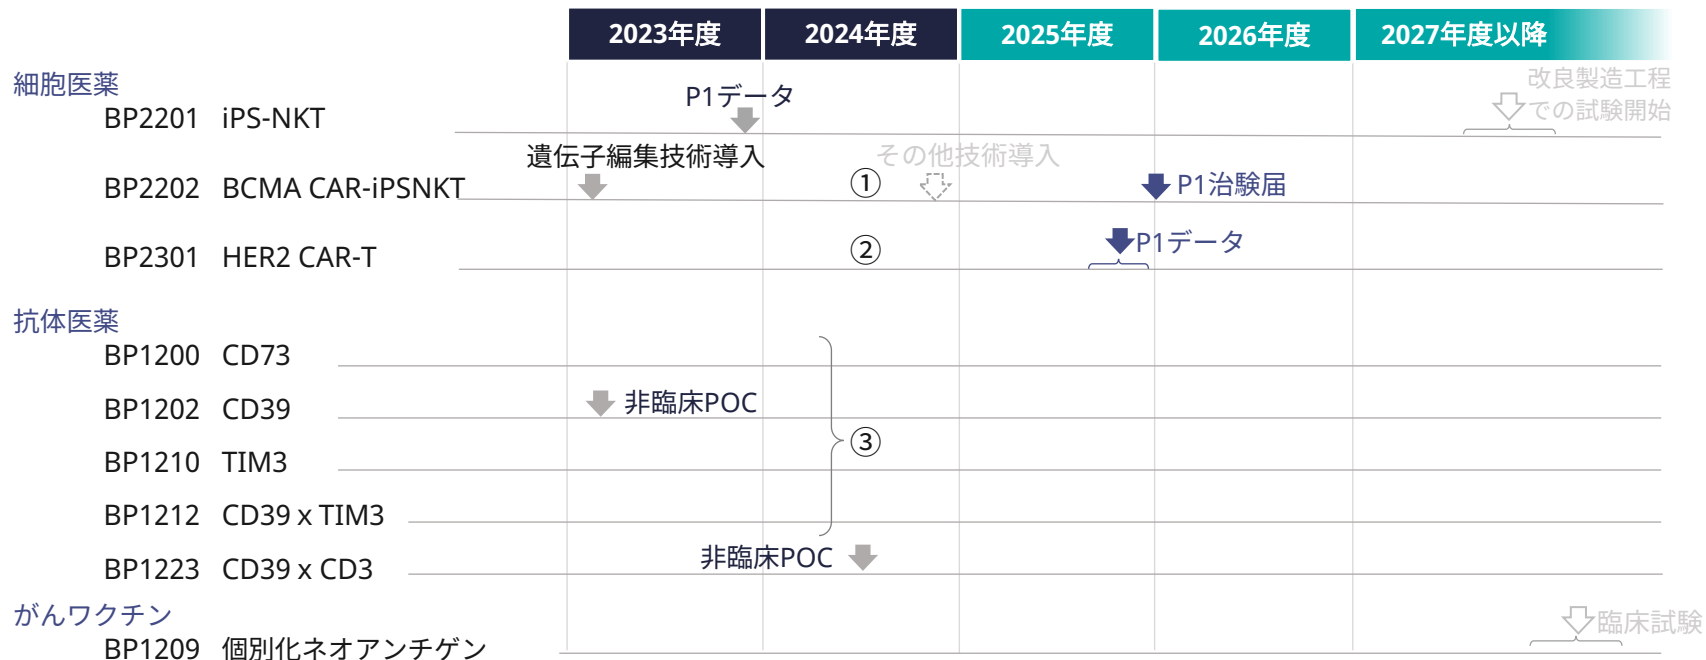 2023年度 2024年度 2025年度 2026年度 2027年度以降
細胞医薬
改良製造工程
での試験開始
P1データ
BP2201 iPS-NKT
遺伝子編集技術導入 その他技術導入
BP2202 BCMA CAR-iPSNKT ① P1治験届
BP2301 HER2 CAR-T ② P1データ
抗体医薬
BP1200 CD73
BP1202 CD39 非臨床POC
③
BP1210 TIM3
BP1212 CD39 x TIM3
BP1223 CD39 x CD3 非臨床POC
がんワクチン
臨床試験
BP1209 個別化ネオアンチゲン